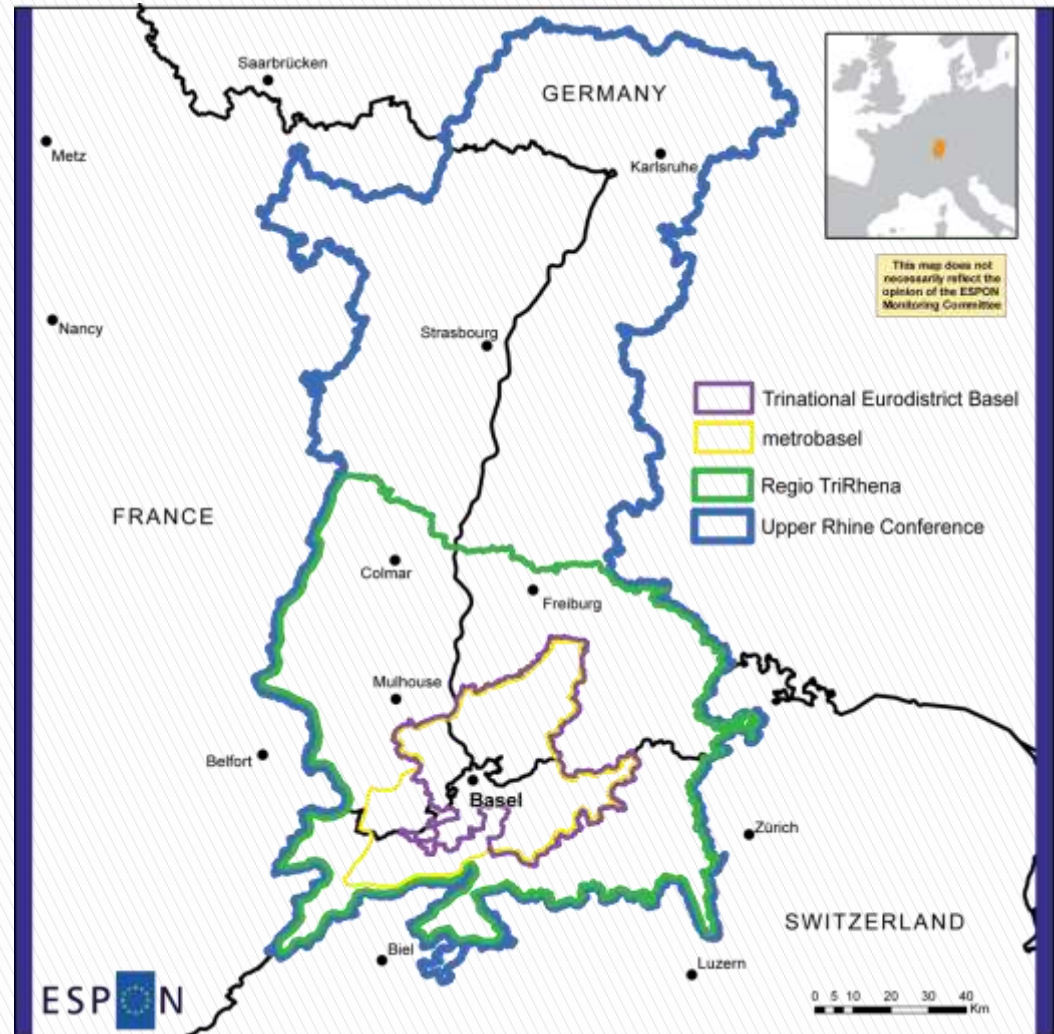 Saarbrücken
GERMANY
Metz
Karlsruhe
This map does not
necessarily reflect the
opinion of the ESPON
Monitoring Committee
Nancy
Strasbourg
Trinational Eurodistrict Basel
metrobasel
Regio TriRhena
Upper Rhine Conference
FRANCE
Colmar
Freiburg
Mulhouse
Belfort
Basel
Zürich
SWITZERLAND
Biel
Luzern
ESPON
0 5 10 20 30 40
Km